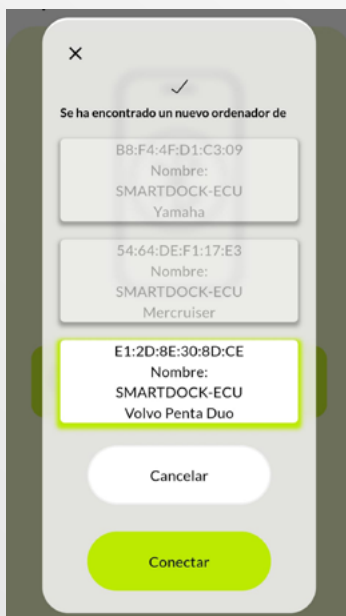 Se ha encontrado un nuevo ordenador de
B8:F4:4F:D1:C3:09
Nombre:
SMARTDOCK-ECU
Yamaha
54:64:DE:F1:17:E3
Nombre:
SMARTDOCK-ECU
Mercruiser
E1:2D:8E:30:8D:CE
Nombre:
SMARTDOCK-ECU
Volvo Penta Duo
Cancelar
Conectar